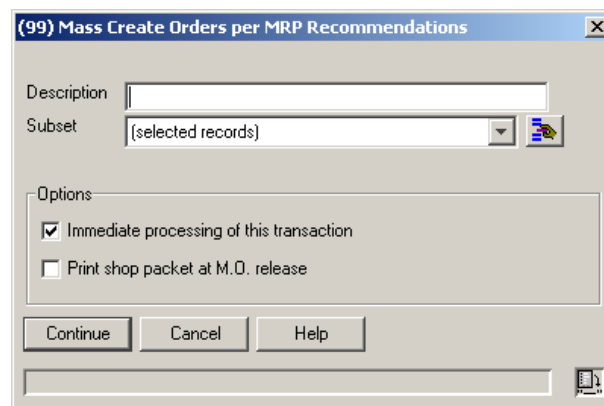 (99) Mass Create Orders per MRP Recommendations
Description
Subset (selected records)
Options
Immediate processing of this transaction
Print shop packet at M.O. release
Continue Cancel Help